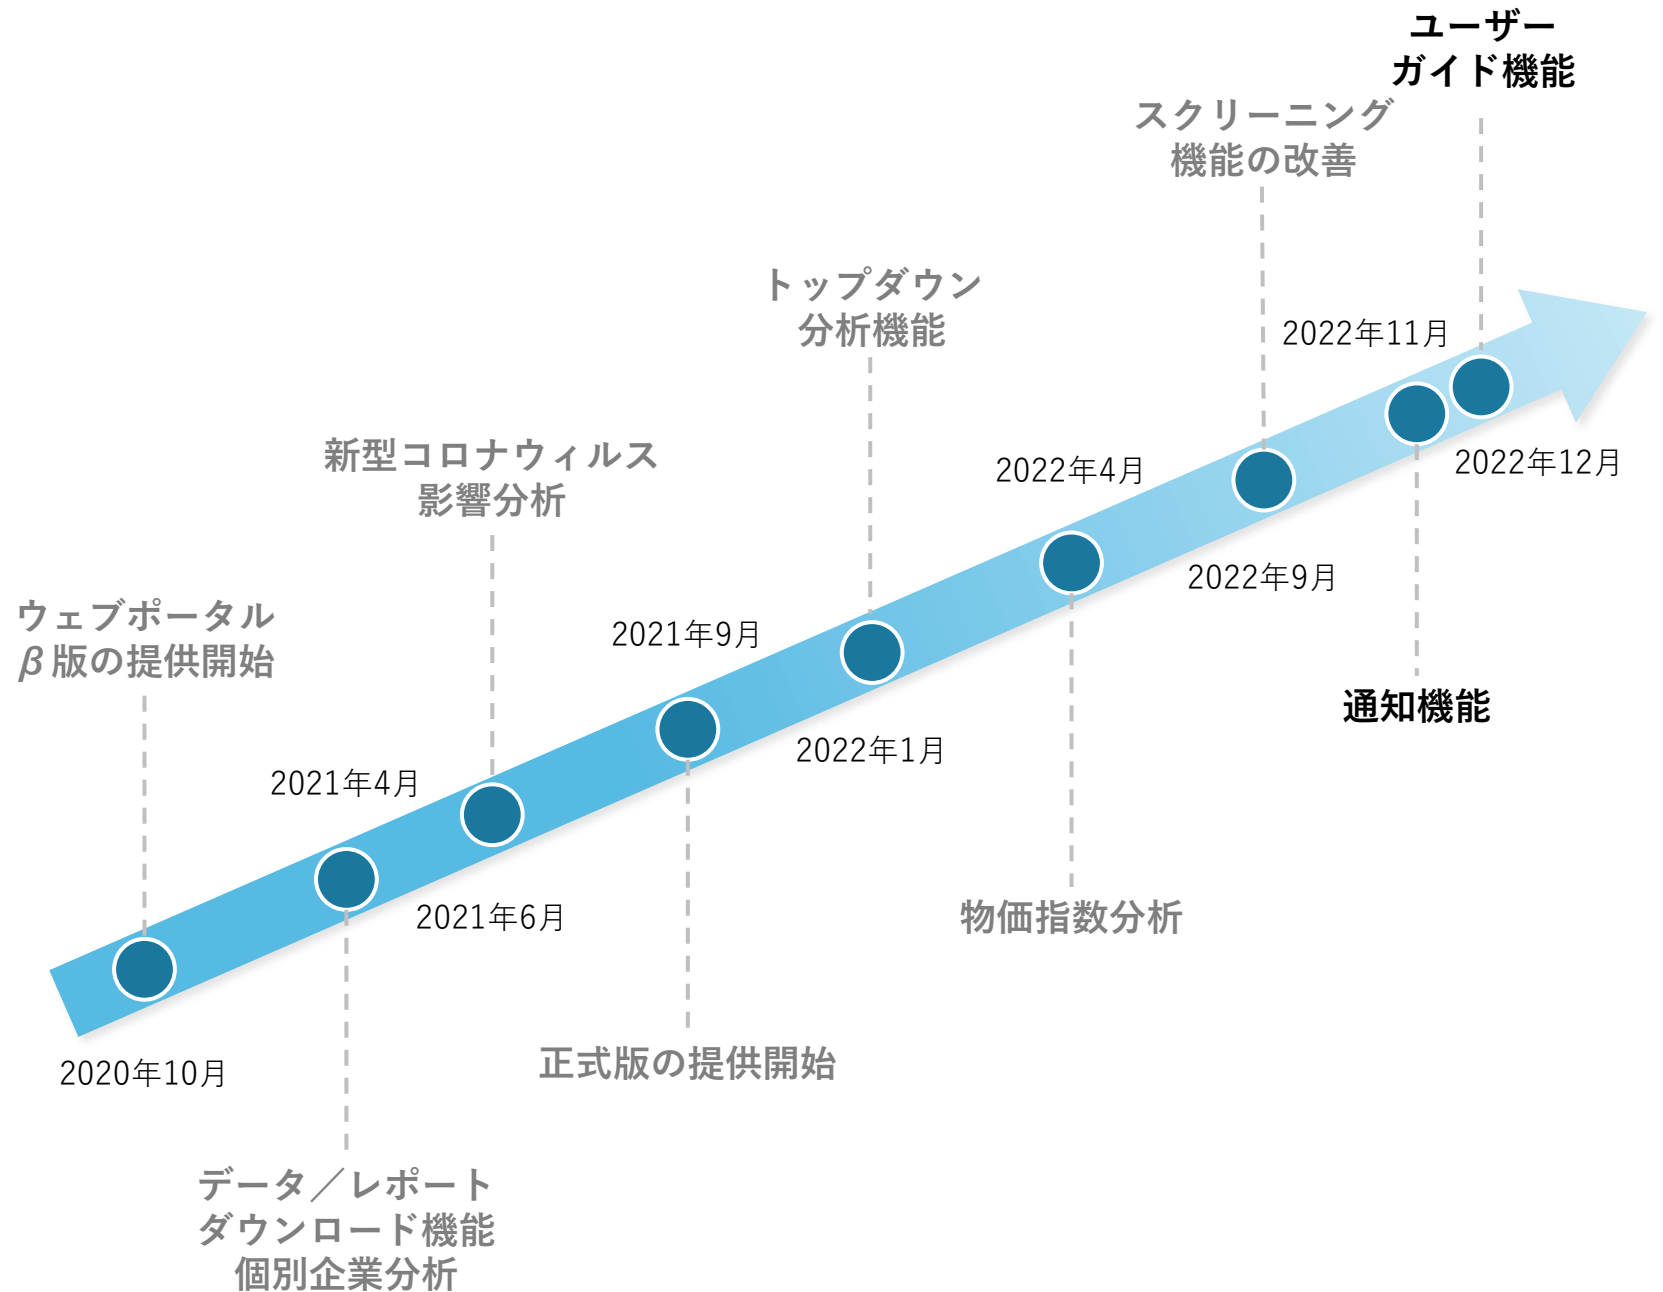 ユーザー
ガイド機能
スクリーニング
機能の改善
トップダウン
分析機能
2022年11月
新型コロナウィルス
影響分析
2022年4月
2022年12月
ウェブポータル
β版の提供開始
2021年9月
2022年9月
通知機能
2021年4月
2022年1月
2021年6月
物価指数分析
2020年10月
正式版の提供開始
データ／レポート
ダウンロード機能
個別企業分析